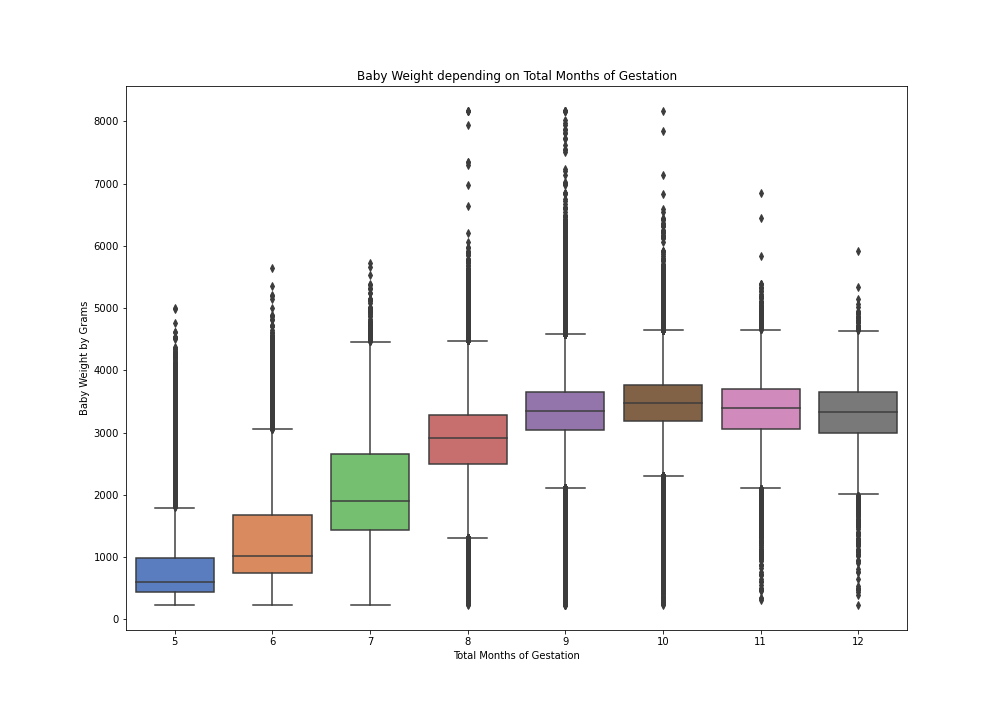 Baby Weight depending on Total Months of Gestation
Baby Weight by Grams
8000
7000
6000
5000
4000
3000
2000
1000
0
5 6 7 8 9 10 11 12
Total Months of Gestation